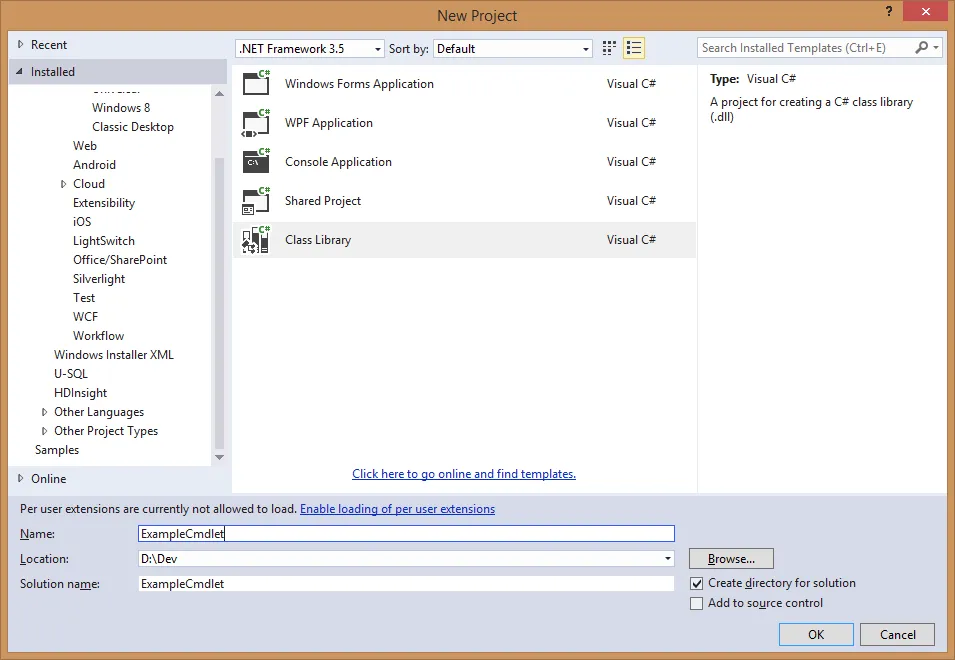 New Project
?
Recent
.NET Framework 3.5
Sort by:
Default
Search Installed Templates (Ctrl+E)
Installed
Windows 8
Classic Desktop
Web
Android
Cloud
Extensibility
iOS
LightSwitch
Office/SharePoint
Silverlight
Test
WCF
Workflow
Windows Installer XML
U-SQL
HDInsight
Other Languages
Other Project Types
Samples
Online
C# Windows Forms Application Visual C#
C# WPF Application Visual C#
C# C:\ Console Application Visual C#
C# Shared Project Visual C#
C# Class Library Visual C#
Click here to go online and find templates.
Type: Visual C#
A project for creating a C# class library
(.dll)
Per user extensions are currently not allowed to load. Enable loading of per user extensions
Name: ExampleCmdlet
Location: D:\Dev
Browse...
Solution name: ExampleCmdlet
Create directory for solution
Add to source control
OK
Cancel